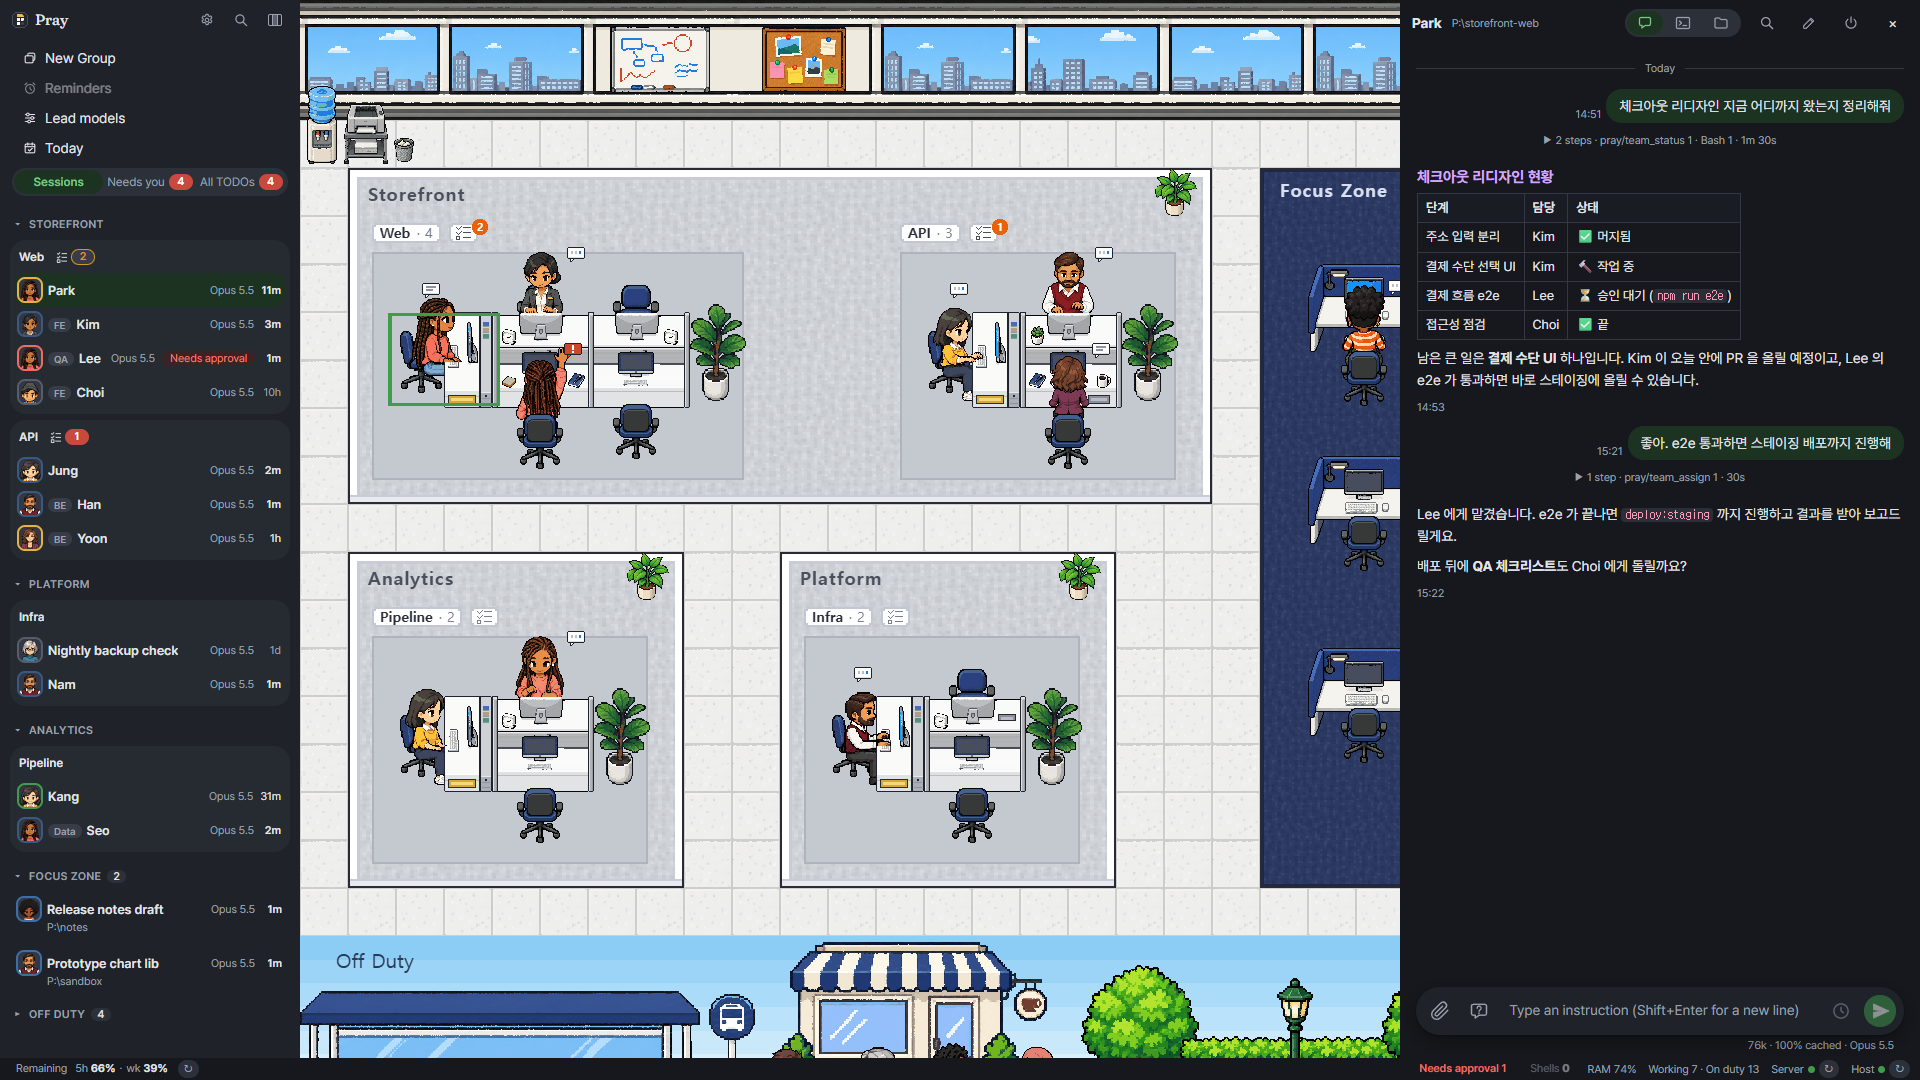 Pray
New Group
Reminders
Lead models
Today
Sessions
Needs you 4
All TODOs 4
STOREFRONT
Web 2
Park Opus 5.5 11m
FE Kim Opus 5.5 3m
QA Lee Opus 5.5 Needs approval 1m
FE Choi Opus 5.5 10h
API 1
Jung Opus 5.5 2m
BE Han Opus 5.5 1m
BE Yoon Opus 5.5 1h
PLATFORM
Infra
Nightly backup check Opus 5.5 1d
Nam Opus 5.5 1m
ANALYTICS
Pipeline
Kang Opus 5.5 31m
Data Seo Opus 5.5 2m
FOCUS ZONE 2
Release notes draft Opus 5.5 1m
P:\notes
Prototype chart lib Opus 5.5 1m
P:\sandbox
OFF DUTY 4
Remaining 5h 66% · wk 39%
Storefront
Web · 4
2
API · 3
1
Focus Zone
Analytics
Pipeline · 2
Platform
Infra · 2
Off Duty
Park P:\storefront-web
Today
체크아웃 리디자인 지금 어디까지 왔는지 정리해줘
14:51
▶ 2 steps · pray/team_status 1 · Bash 1 · 1m 30s
체크아웃 리디자인 현황
단계 담당 상태
주소 입력 분리 Kim ✅ 머지됨
결제 수단 선택 UI Kim 🔨 작업 중
결제 흐름 e2e Lee ⏳ 승인 대기 (npm run e2e)
접근성 점검 Choi ✅ 끝
남은 큰 일은 결제 수단 UI 하나입니다. Kim 이 오늘 안에 PR 을 올릴 예정이고, Lee 의
e2e 가 통과하면 바로 스테이징에 올릴 수 있습니다.
14:53
좋아. e2e 통과하면 스테이징 배포까지 진행해
15:21
▶ 1 step · pray/team_assign 1 · 30s
Lee 에게 맡겼습니다. e2e 가 끝나면 deploy:staging 까지 진행하고 결과를 받아 보고드
릴게요.
배포 뒤에 QA 체크리스트도 Choi 에게 돌릴까요?
15:22
Type an instruction (Shift+Enter for a new line)
76k · 100% cached · Opus 5.5
Needs approval 1 Shells 0 RAM 74% Working 7 · On duty 13 Server Host